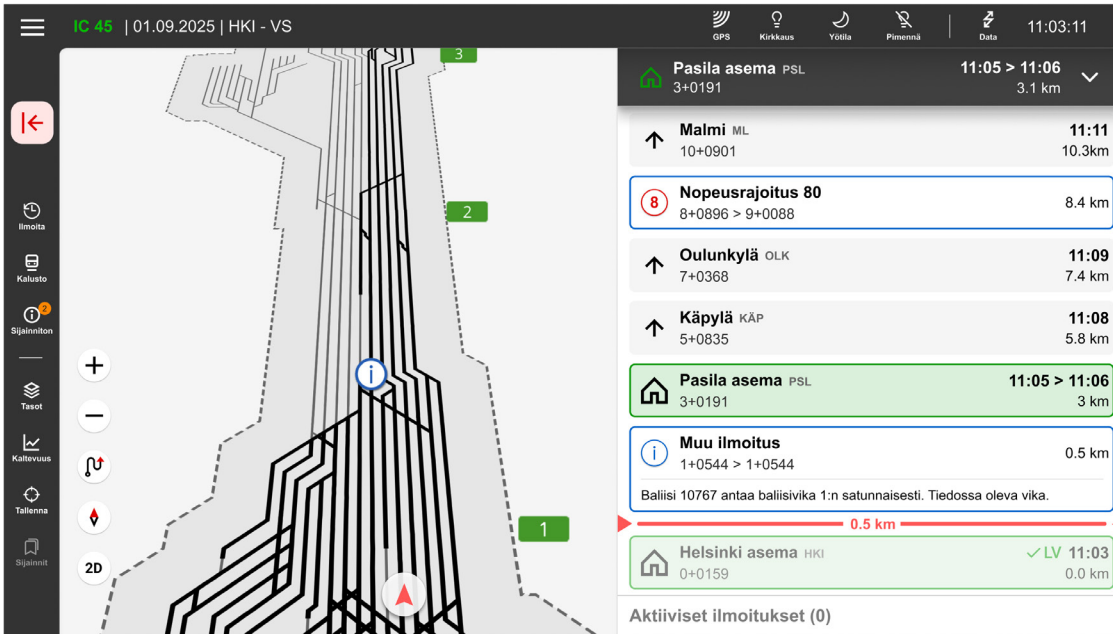 IC 45 | 01.09.2025 | HKI - VS
GPS
Kirkkaus
Yötila
Pimennä
Data
11:03:11
Ilmoita
Kalusto
2
Sijainniton
Tasot
Kaltevuus
Tallenna
Sijainnit
2D
3
2
1
Pasila asema PSL 11:05 > 11:06
3+0191 3.1 km
Malmi ML 11:11
10+0901 10.3km
8
Nopeusrajoitus 80
8+0896 > 9+0088 8.4 km
Oulunkylä OLK 11:09
7+0368 7.4 km
Käpylä KÄP 11:08
5+0835 5.8 km
Pasila asema PSL 11:05 > 11:06
3+0191 3 km
Muu ilmoitus
1+0544 > 1+0544 0.5 km
Baliisi 10767 antaa baliisivika 1:n satunnaisesti. Tiedossa oleva vika.
0.5 km
Helsinki asema HKI LV 11:03
0+0159 0.0 km
Aktiiviset ilmoitukset (0)